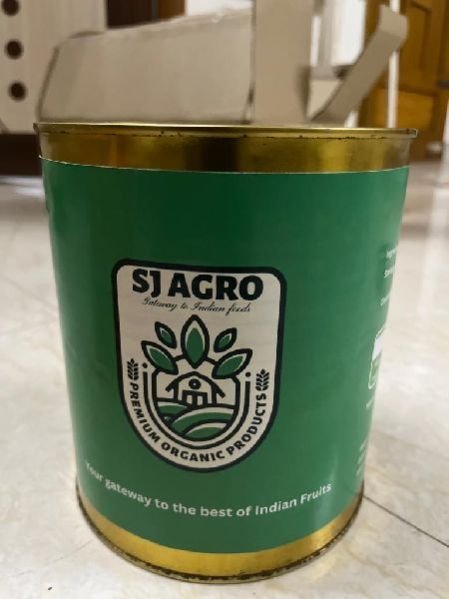 SJ AGRO
Gateway to Indian foods
PREMIUM ORGANIC PRODUCTS
Your gateway to the best of Indian Fruits